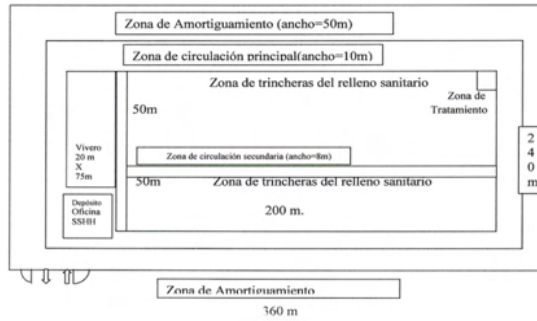 Zona de Amortiguamiento (ancho=50m)
Zona de circulación principal(ancho=10m)
Zona de trincheras del relleno sanitario
Zona de
Tratamiento
50m
Vivero
20 m
X
75m
Zona de circulación secundaria (ancho=8m)
50m
Zona de trincheras del relleno sanitario
Depósito
Oficina
SSHH
200 m.
2
4
0
m
Zona de Amortiguamiento
360 m